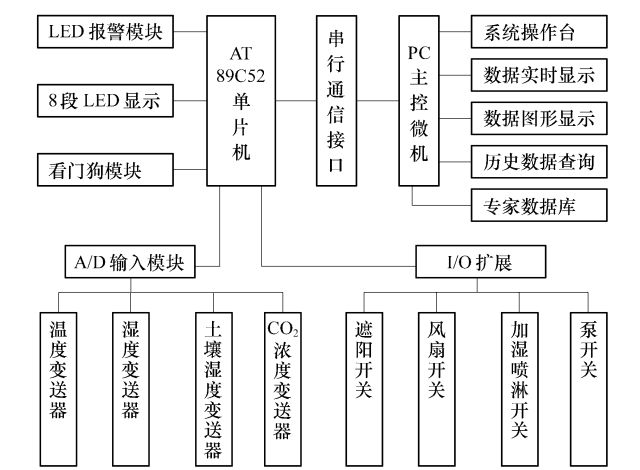 LED 报警模块
8段 LED 显示
看门狗模块
AT
89C52
单片机
串行通信接口
PC
主控微机
系统操作台
数据实时显示
数据图形显示
历史数据查询
专家数据库
A/D 输入模块
I/O 扩展
温度变送器
湿度变送器
土壤湿度变送器
CO₂
浓度变送器
遮阳开关
风扇开关
加湿喷淋开关
泵开关